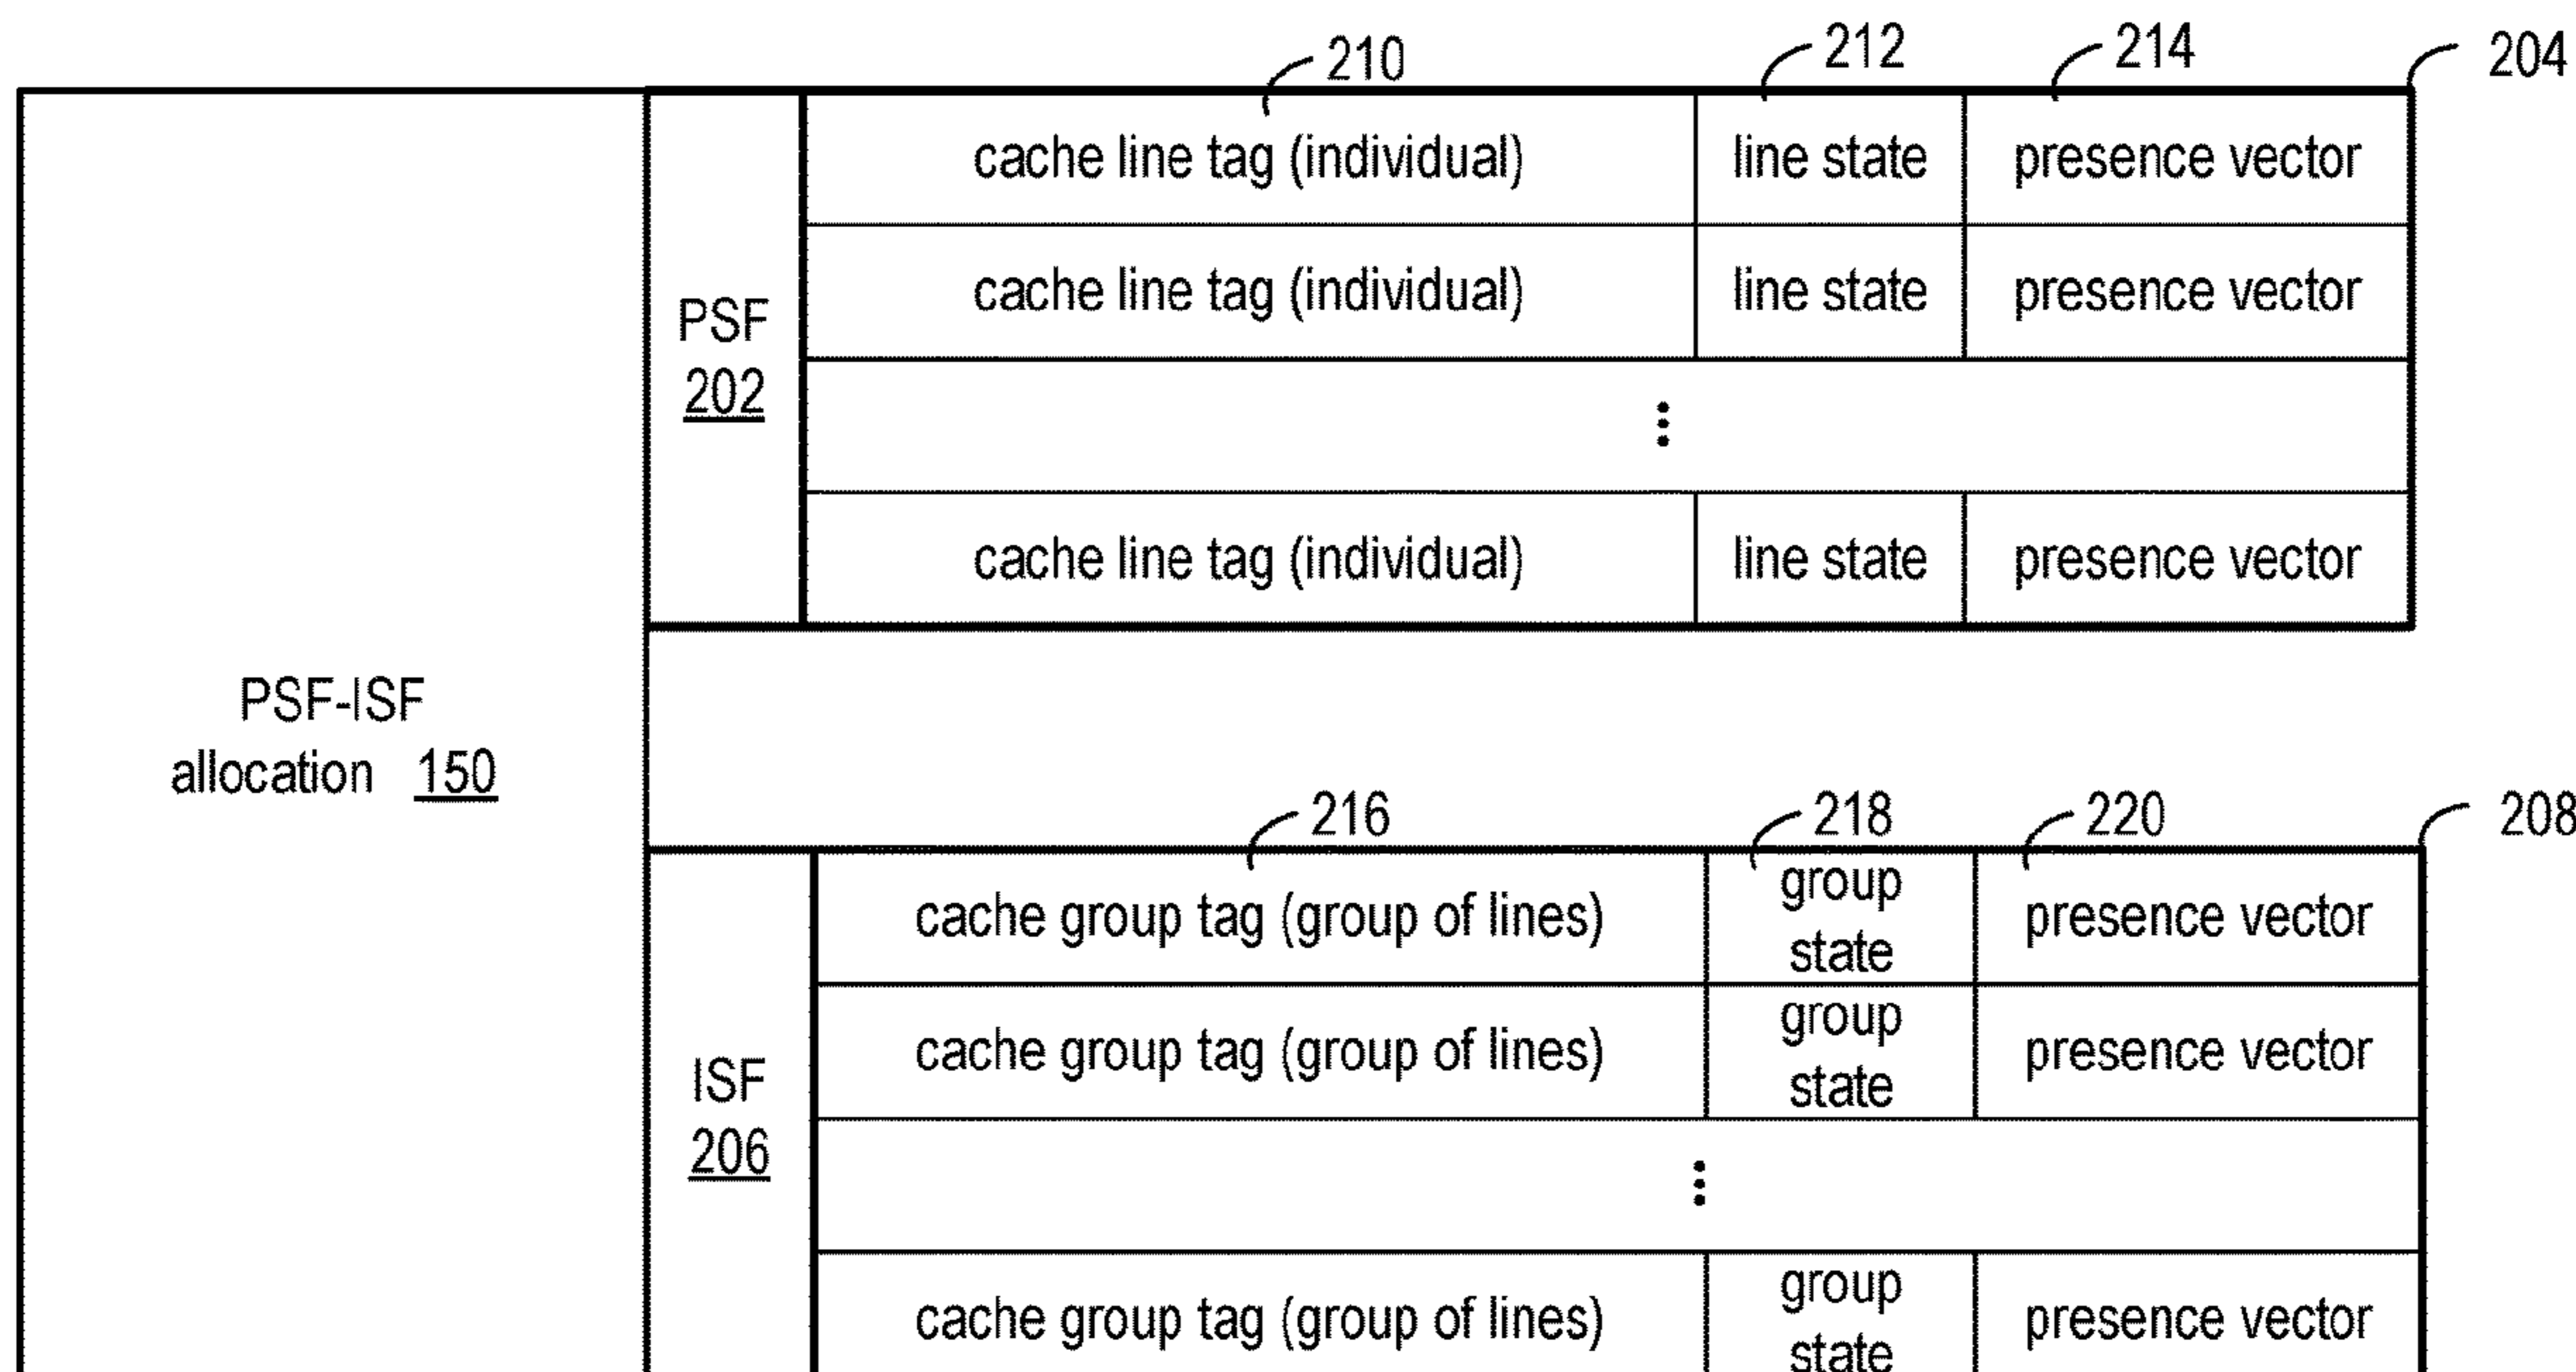 210 212 214 204
cache line tag (individual) line state presence vector
cache line tag (individual) line state presence vector
PSF
202
cache line tag (individual) line state presence vector
PSF-ISF
allocation 150
216 218 220 208
cache group tag (group of lines) group state presence vector
cache group tag (group of lines) group state presence vector
ISF
206
cache group tag (group of lines) group state presence vector